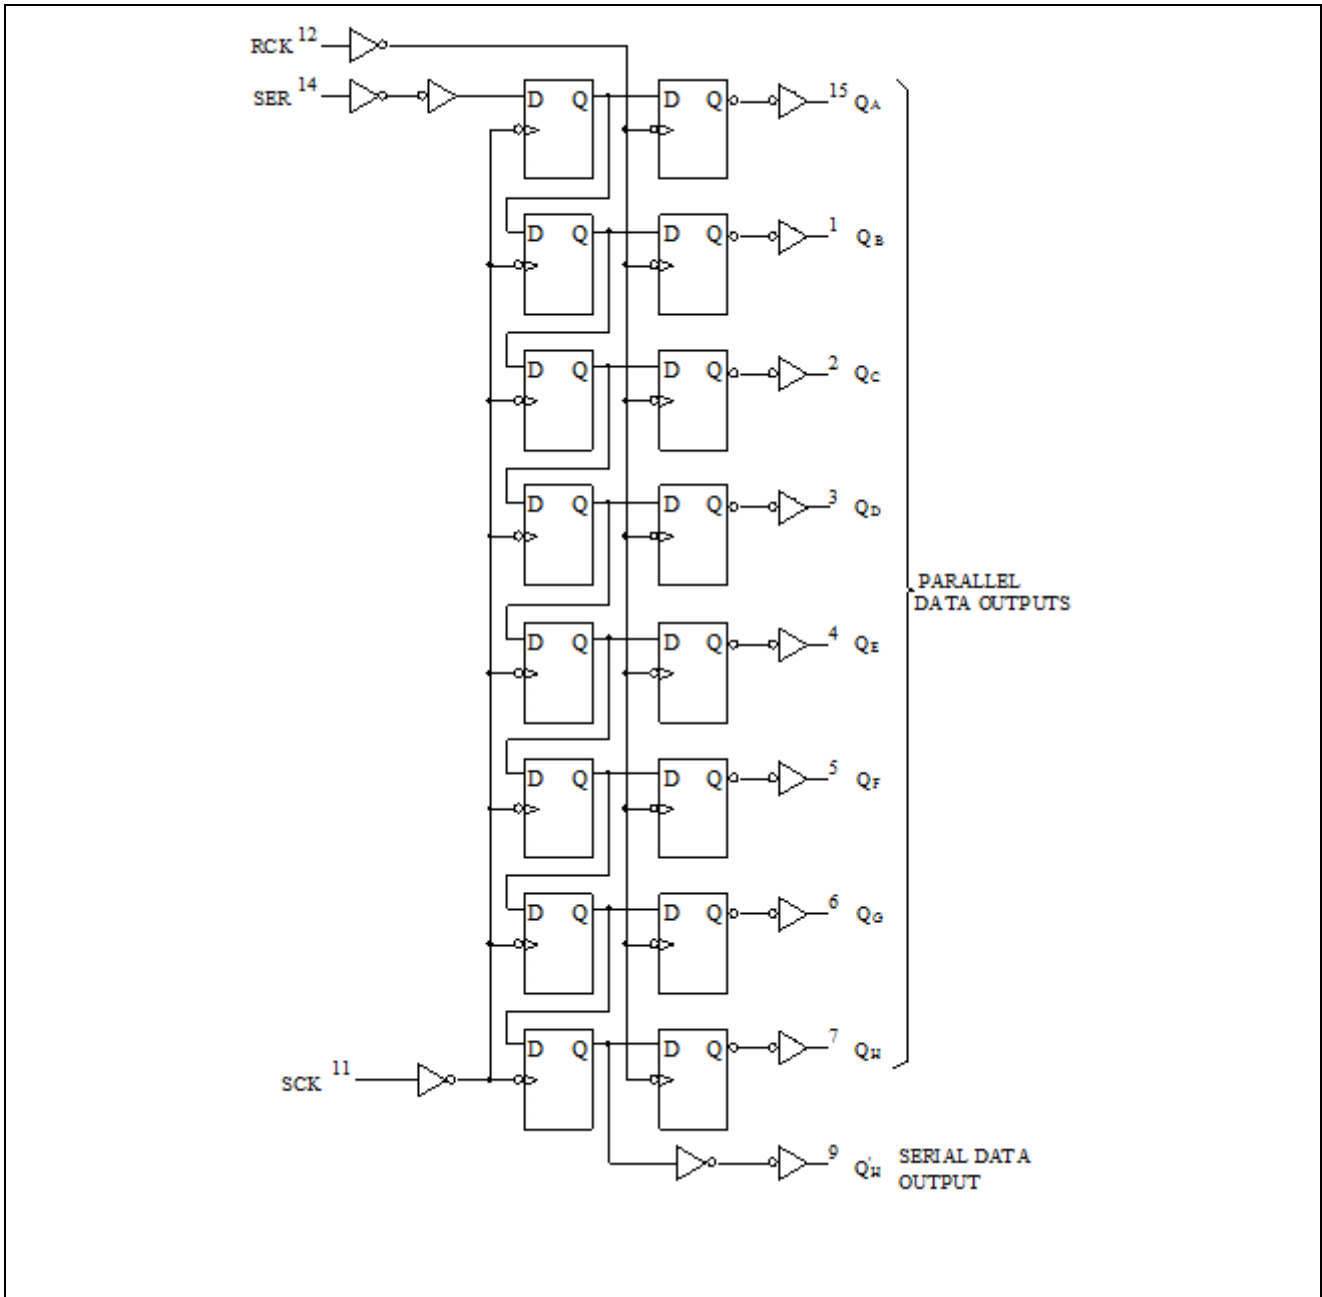 RCK 12
SER 14
D Q D Q 15 QA
D Q D Q 1 QB
D Q D Q 2 QC
D Q D Q 3 QD
PARALLEL
DATA OUTPUTS
D Q D Q 4 QE
D Q D Q 5 QF
D Q D Q 6 QG
D Q D Q 7 QH
SCK 11
9 Q'H SERIAL DATA
OUTPUT